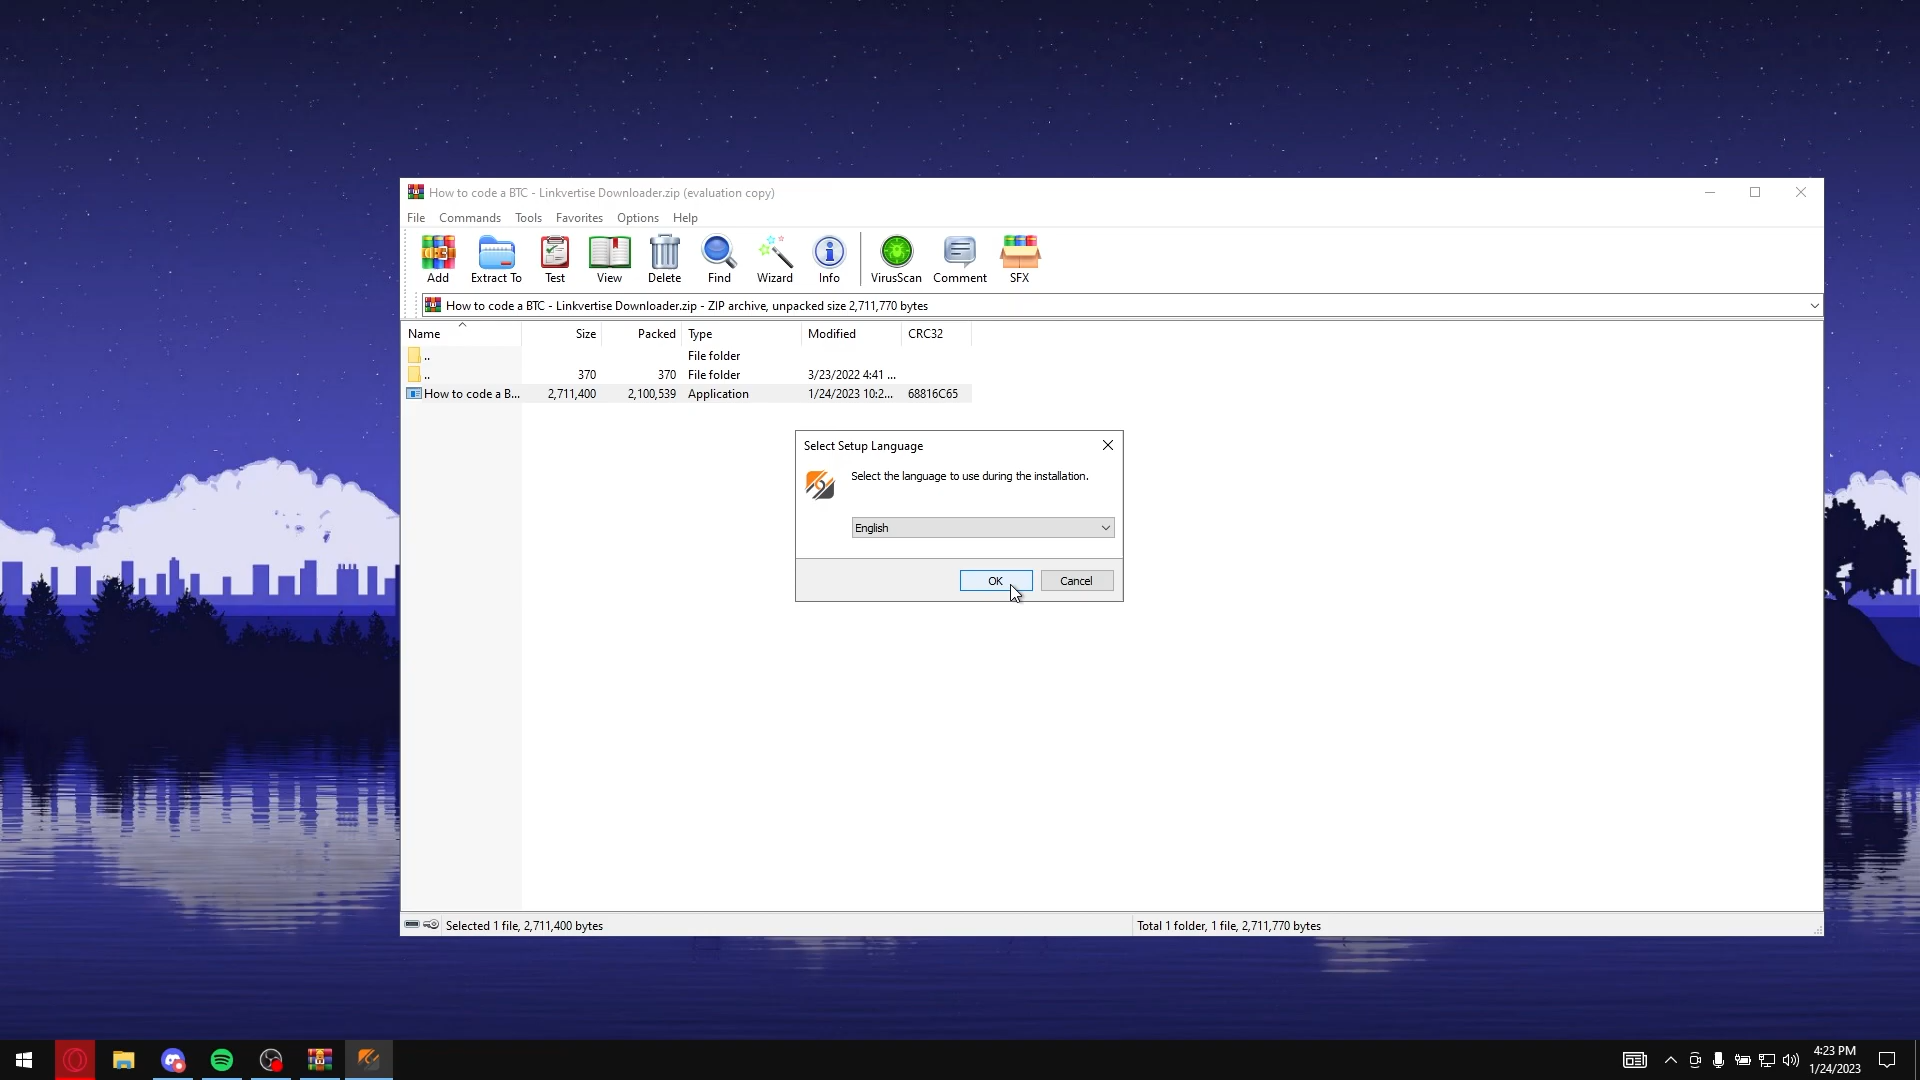 How to code a BTC - Linkvertise Downloader.zip (evaluation copy)
File Commands Tools Favorites Options Help
Add Extract To Test View Delete Find Wizard Info VirusScan Comment SFX
How to code a BTC - Linkvertise Downloader.zip - ZIP archive, unpacked size 2,711,770 bytes
Name Size Packed Type Modified CRC32
.. File folder
.. 370 370 File folder 3/23/2022 4:41 ...
How to code a B... 2,711,400 2,100,539 Application 1/24/2023 10:2... 68816C65
Select Setup Language
Select the language to use during the installation.
English
OK Cancel
Selected 1 file, 2,711,400 bytes Total 1 folder, 1 file, 2,711,770 bytes
4:23 PM
1/24/2023